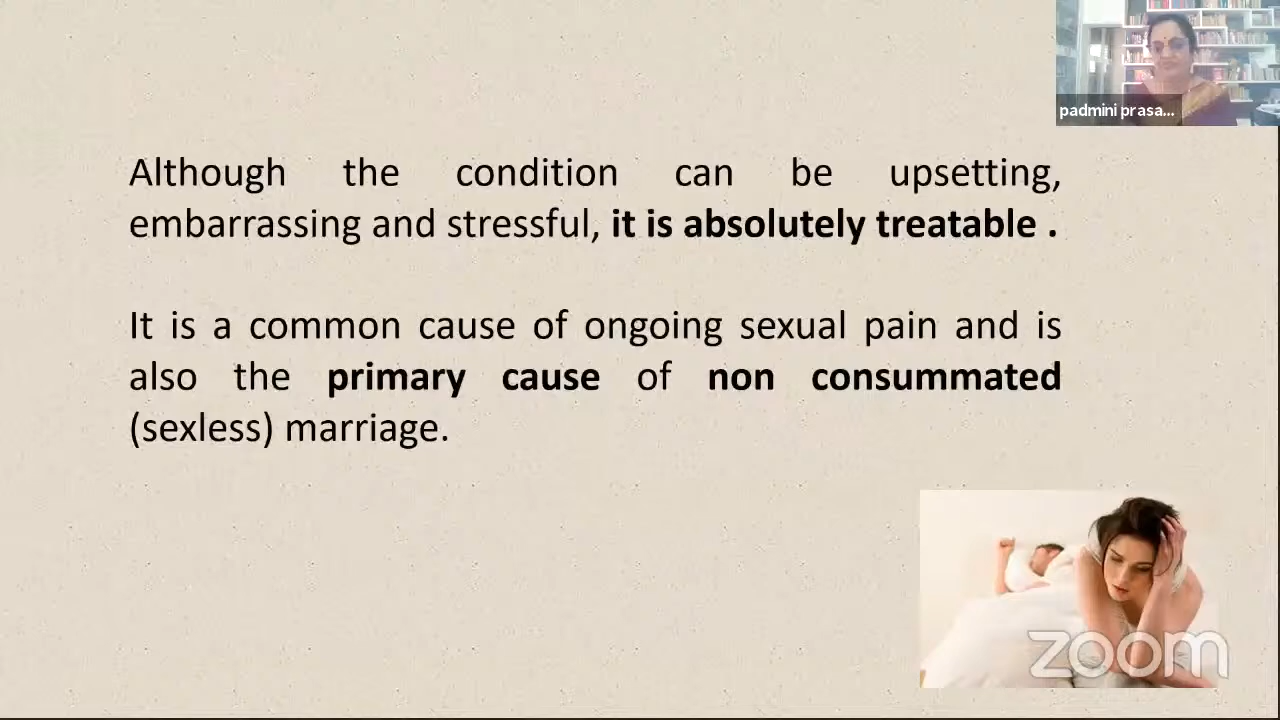 padmini prasa...
Although the condition can be upsetting,
embarrassing and stressful, it is absolutely treatable .
It is a common cause of ongoing sexual pain and is
also the primary cause of non consummated
(sexless) marriage.
zoom